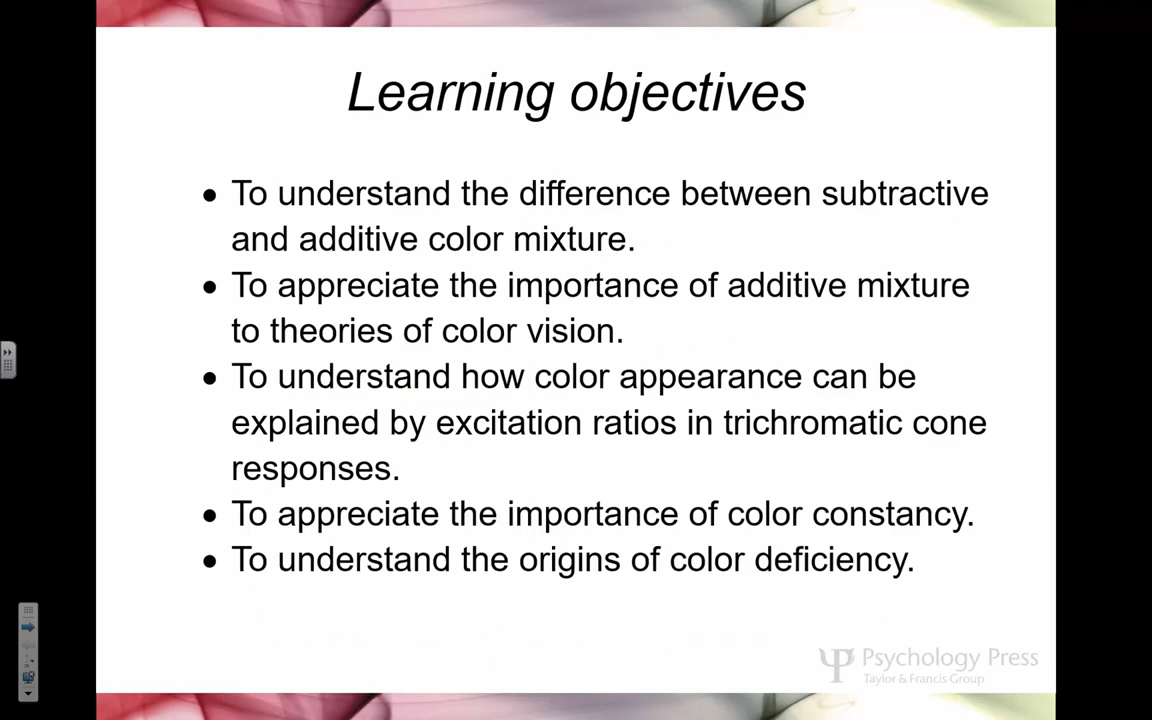 Learning objectives
• To understand the difference between subtractive
and additive color mixture.
• To appreciate the importance of additive mixture
to theories of color vision.
• To understand how color appearance can be
explained by excitation ratios in trichromatic cone
responses.
• To appreciate the importance of color constancy.
• To understand the origins of color deficiency.
Psychology Press
Taylor & Francis Group